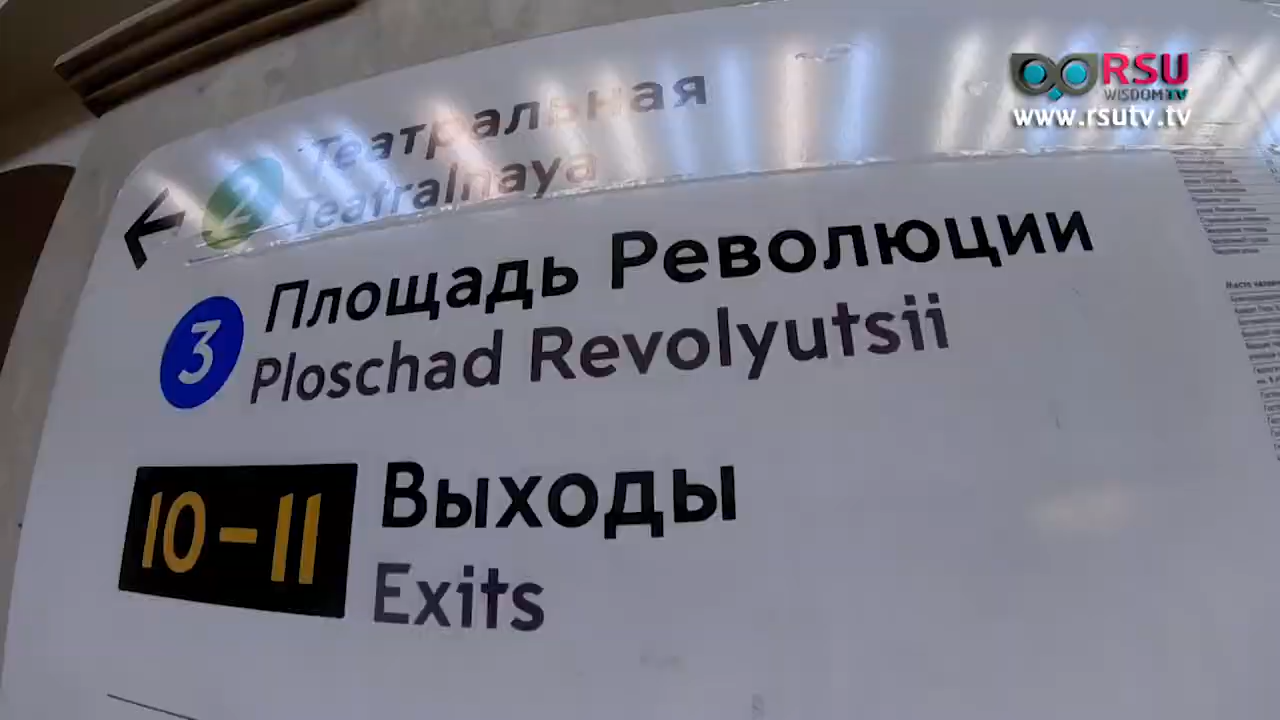 RSU
WISDOM TV
www.rsutv.tv
2 Театральная
Teatralnaya
3 Площадь Революции
Ploschad Revolyutsii
10-11 Выходы
Exits